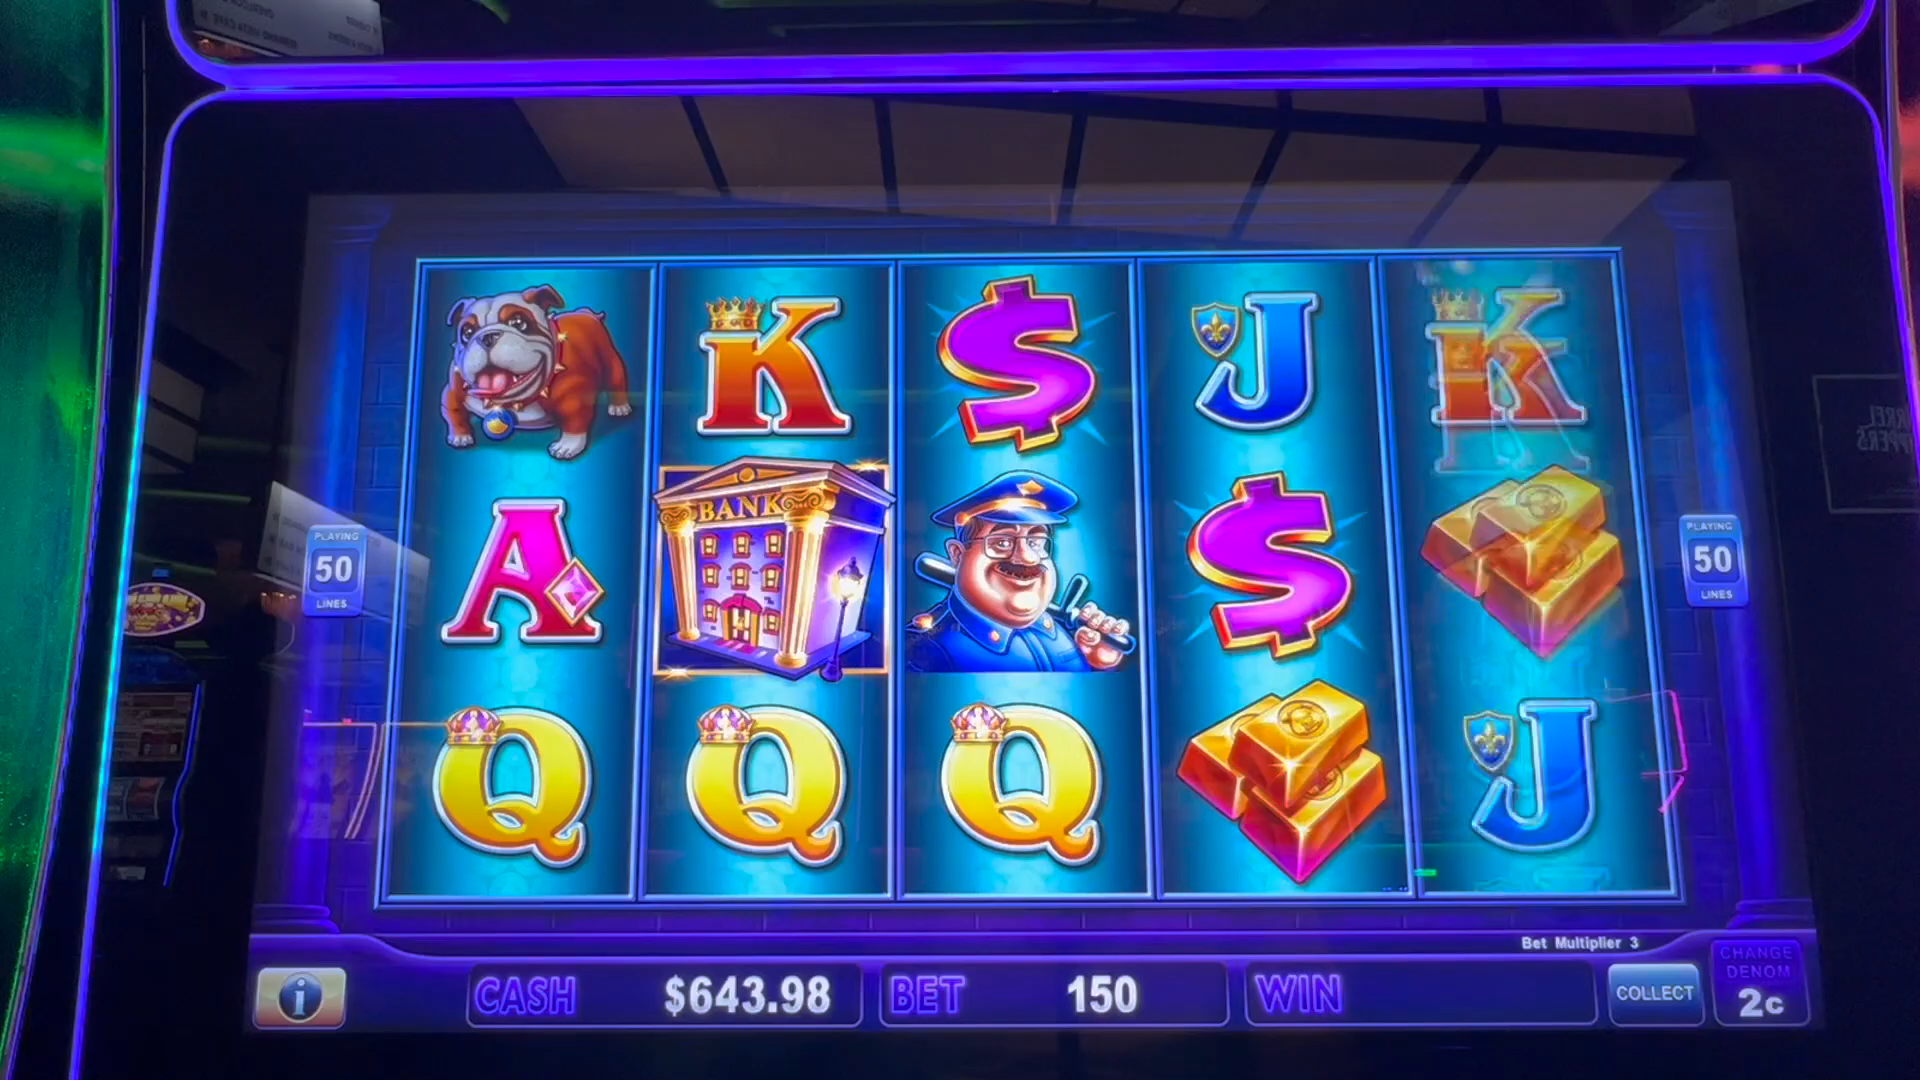 K
$
J
K
BANK
A
$
PLAYING
50
LINES
PLAYING
50
LINES
Q
Q
Q
J
Bet Multiplier 3
CASH $643.98
BET 150
WIN
COLLECT
CHANGE
DENOM
2c